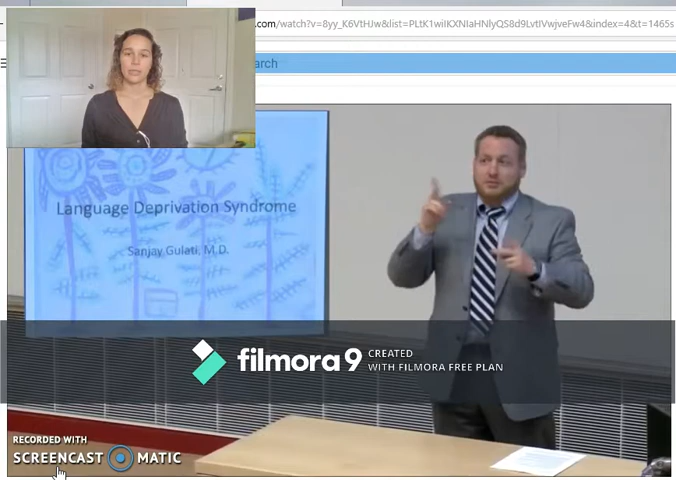 .com/watch?v=8yy_K6VtHJw&list=PLtK1wiIKXNIaHNlyQS8d9LvtIVwjveFw4&index=4&t=1465s
arch
Language Deprivation Syndrome
Sanjay Gulati, M.D.
filmora9 CREATED
WITH FILMORA FREE PLAN
RECORDED WITH
SCREENCAST MATIC